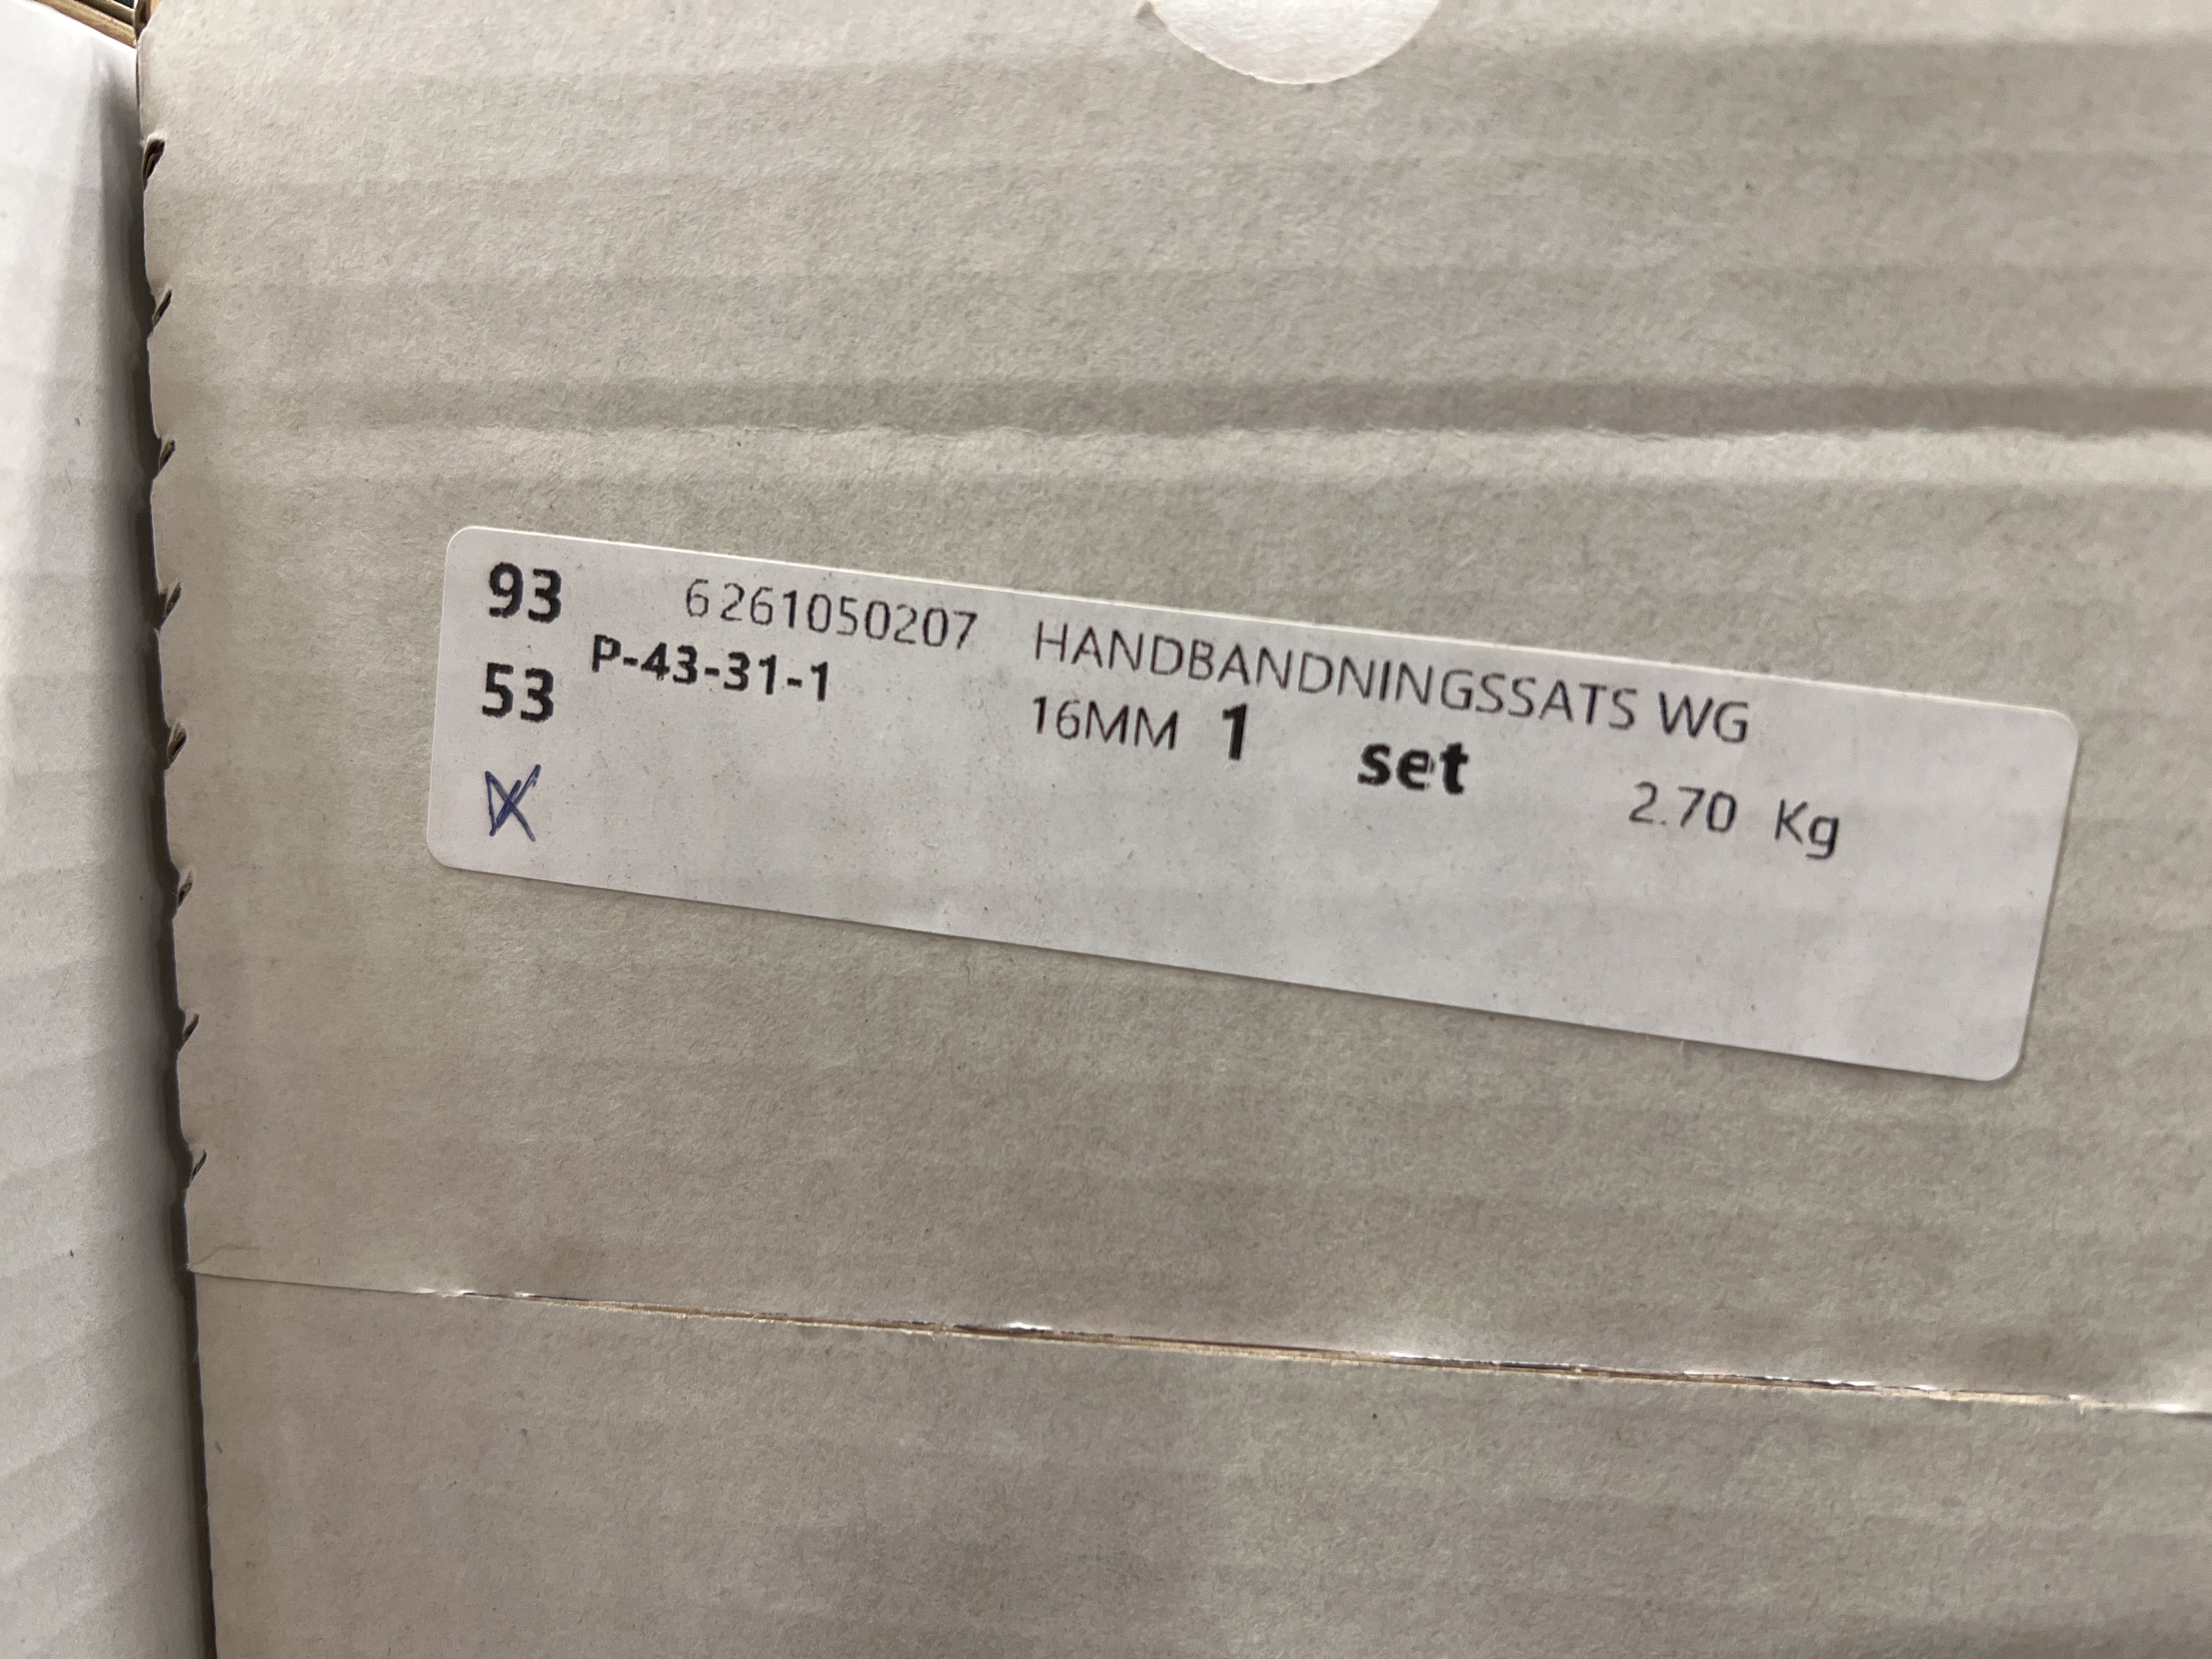 93 6261050207 HANDBANDNINGSSATS WG
53 P-43-31-1 16MM 1 set 2.70 Kg